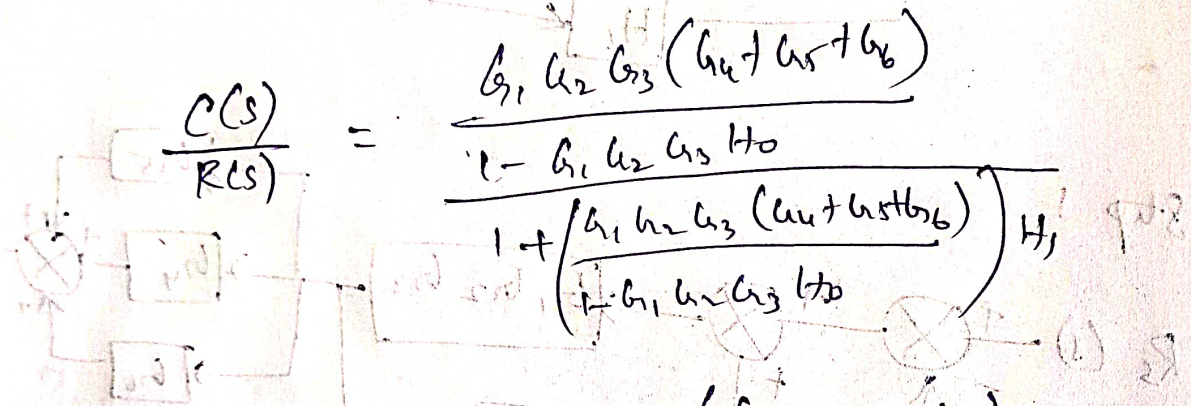 C(S)/R(S) = (G1 G2 G3 (G4 + G5 + G6) / (1 - G1 G2 G3 H0)) / (1 + (G1 G2 G3 (G4 + G5 + G6) / (1 - G1 G2 G3 H0)) H1)